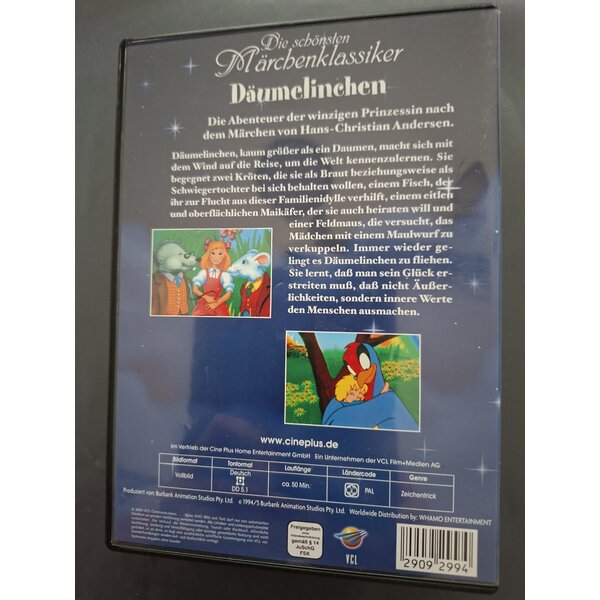 Die schönsten
Märchenklassiker
Däumelinchen
Die Abenteuer der winzigen Prinzessin nach
dem Märchen von Hans-Christian Andersen.
Däumelinchen, kaum größer als ein Daumen, macht sich mit
dem Wind auf die Reise, um die Welt kennenzulernen. Sie
begegnet zwei Kröten, die sie als Braut beziehungsweise als
Schwiegertochter bei sich behalten wollen, einem Fisch, der
ihr zur Flucht aus dieser Familienidylle verhilft, einem eitlen
und oberflächlichen Maikäfer, der sie auch heiraten will und
einer Feldmaus, die versucht, das
Mädchen mit einem Maulwurf zu
verkuppeln. Immer wieder ge-
lingt es Däumelinchen zu fliehen.
Sie lernt, daß man sein Glück er-
streiten muß, daß nicht Äußer-
lichkeiten, sondern innere Werte
den Menschen ausmachen.
www.cineplus.de
Im Vertrieb der Cine Plus Home Entertainment GmbH Ein Unternehmen der VCL Film+Medien AG
Bildformat Tonformat Lauflänge Ländercode Genre
Vollbild Deutsch DD 5.1 ca. 50 Min. PAL Zeichentrick
Produziert von: Burbank Animation Studios Pty. Ltd. © 1994/5 Burbank Animation Studios Pty. Ltd. Worldwide Distribution by: WHAMO ENTERTAINMENT
Freigegeben
gemäß § 14
JuSchG
FSK
VCL
2909 2994